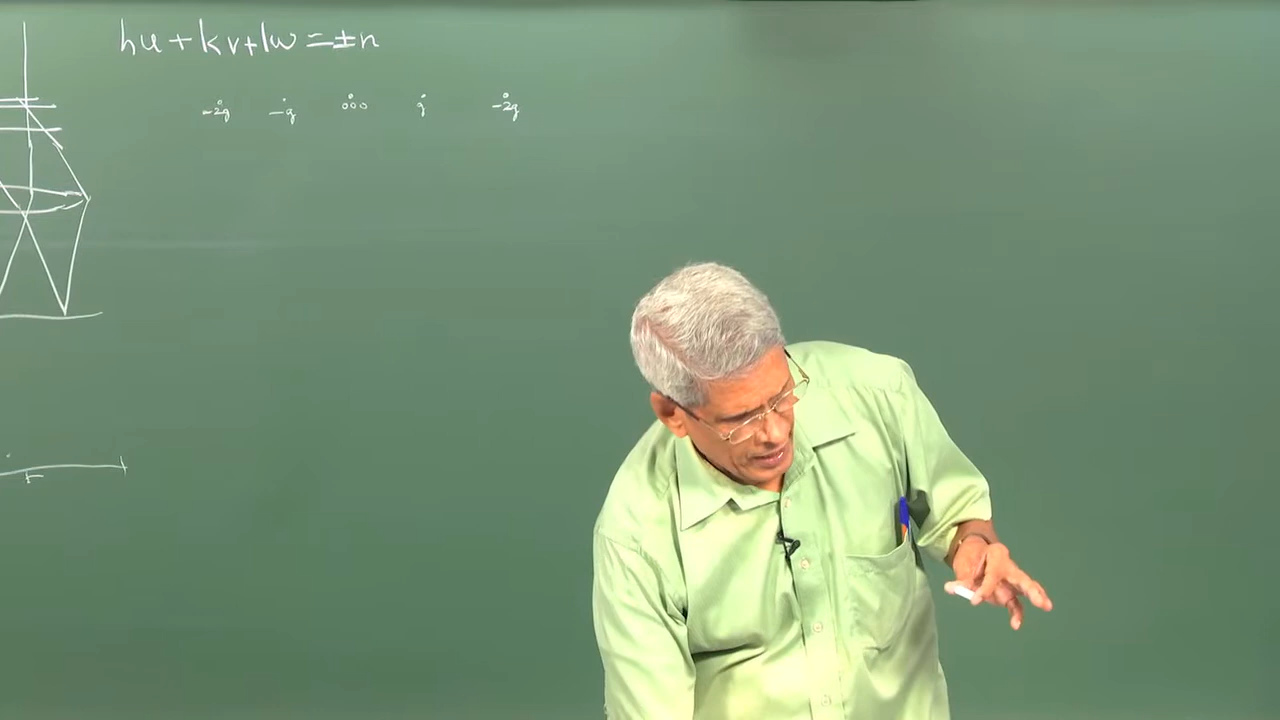 hu + kv + lw = ± n
-2g -g 000 g -2g